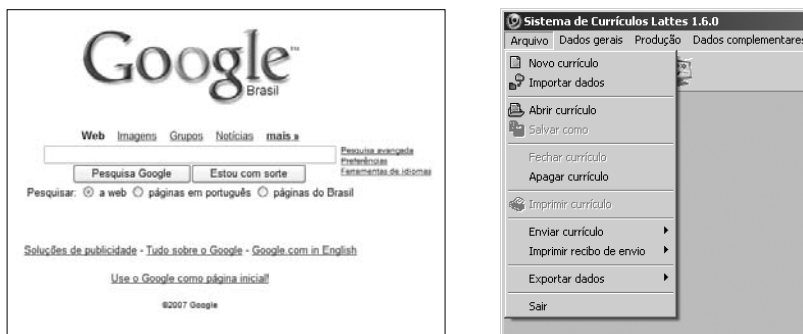 Google™
Brasil
Web Imagens Grupos Notícias mais »
Pesquisa avançada
Preferências
Ferramentas de idiomas
Pesquisa Google Estou com sorte
Pesquisar: a web páginas em português páginas do Brasil
Soluções de publicidade - Tudo sobre o Google - Google.com in English
Use o Google como página inicial!
©2007 Google
Sistema de Currículos Lattes 1.6.0
Arquivo Dados gerais Produção Dados complementares
Novo currículo
Importar dados
Abrir currículo
Salvar como
Fechar currículo
Apagar currículo
Imprimir currículo
Enviar currículo
Imprimir recibo de envio
Exportar dados
Sair